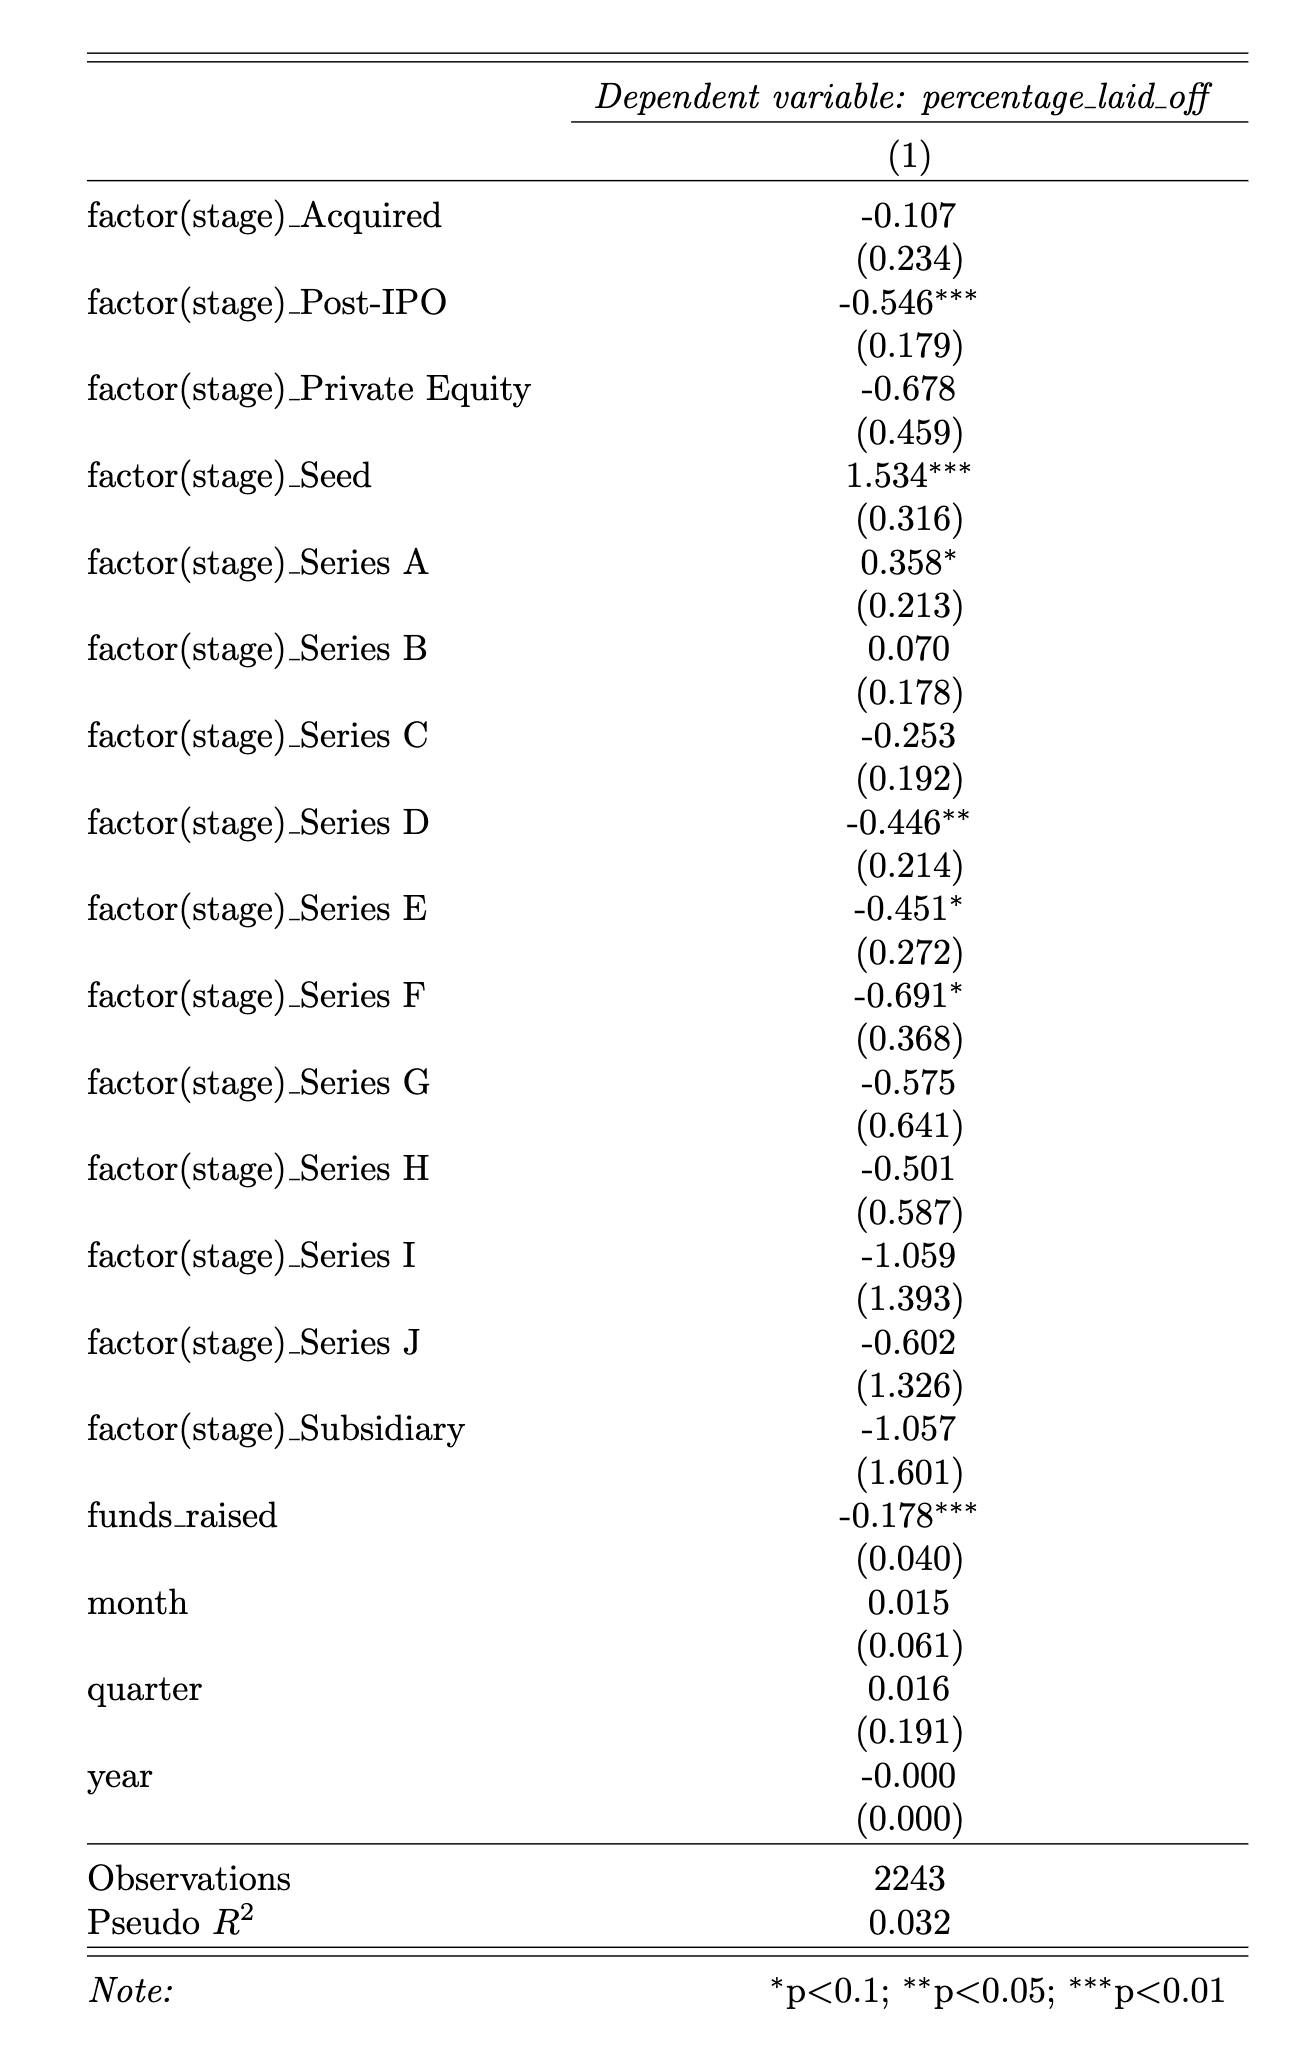 Dependent variable: percentage_laid_off
(1)
factor(stage)_Acquired -0.107
(0.234)
factor(stage)_Post-IPO -0.546***
(0.179)
factor(stage)_Private Equity -0.678
(0.459)
factor(stage)_Seed 1.534***
(0.316)
factor(stage)_Series A 0.358*
(0.213)
factor(stage)_Series B 0.070
(0.178)
factor(stage)_Series C -0.253
(0.192)
factor(stage)_Series D -0.446**
(0.214)
factor(stage)_Series E -0.451*
(0.272)
factor(stage)_Series F -0.691*
(0.368)
factor(stage)_Series G -0.575
(0.641)
factor(stage)_Series H -0.501
(0.587)
factor(stage)_Series I -1.059
(1.393)
factor(stage)_Series J -0.602
(1.326)
factor(stage)_Subsidiary -1.057
(1.601)
funds_raised -0.178***
(0.040)
month 0.015
(0.061)
quarter 0.016
(0.191)
year -0.000
(0.000)
Observations 2243
Pseudo R² 0.032
Note: *p<0.1; **p<0.05; ***p<0.01